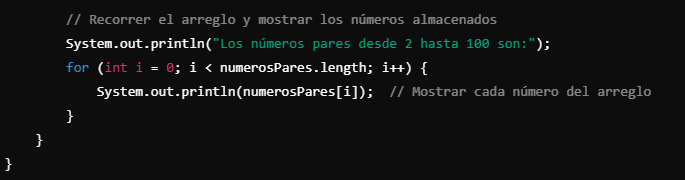 // Recorrer el arreglo y mostrar los números almacenados
System.out.println("Los números pares desde 2 hasta 100 son:");
for (int i = 0; i < numerosPares.length; i++) {
System.out.println(numerosPares[i]);  // Mostrar cada número del arreglo
}
}
}